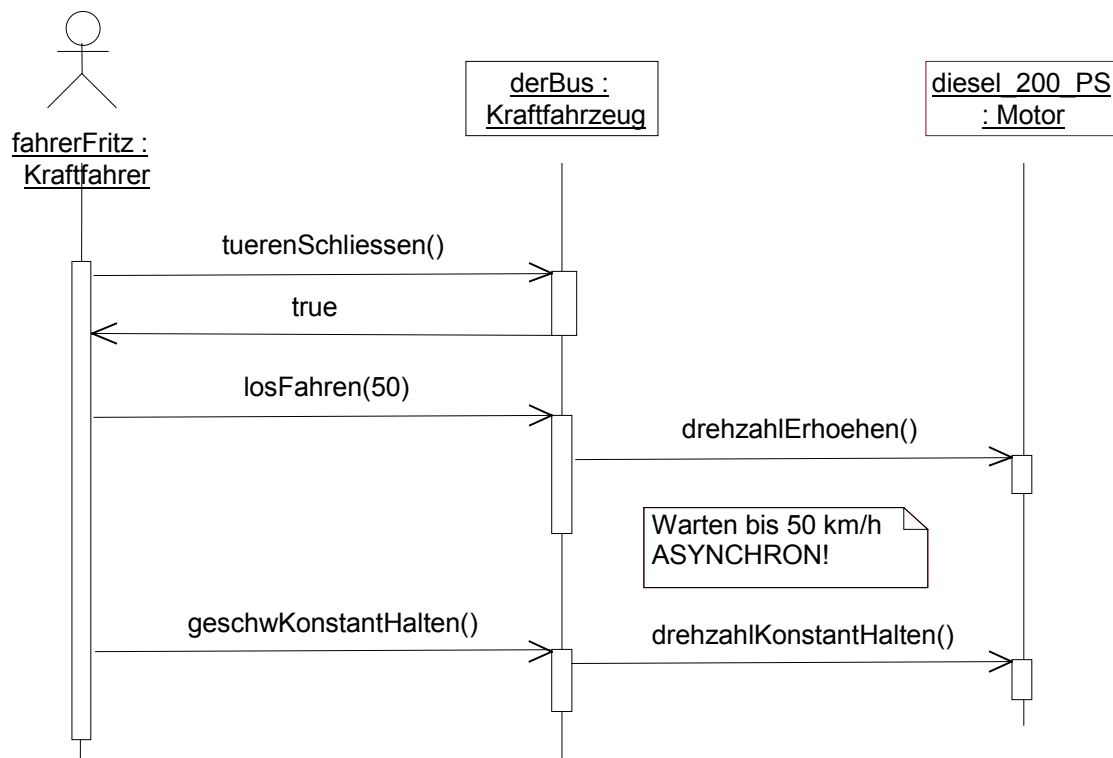 fahrerFritz :
Kraftfahrer
derBus :
Kraftfahrzeug
diesel_200_PS
: Motor
tuerenSchliessen()
true
losFahren(50)
drehzahlErhoehen()
Warten bis 50 km/h
ASYNCHRON!
geschwKonstantHalten()
drehzahlKonstantHalten()